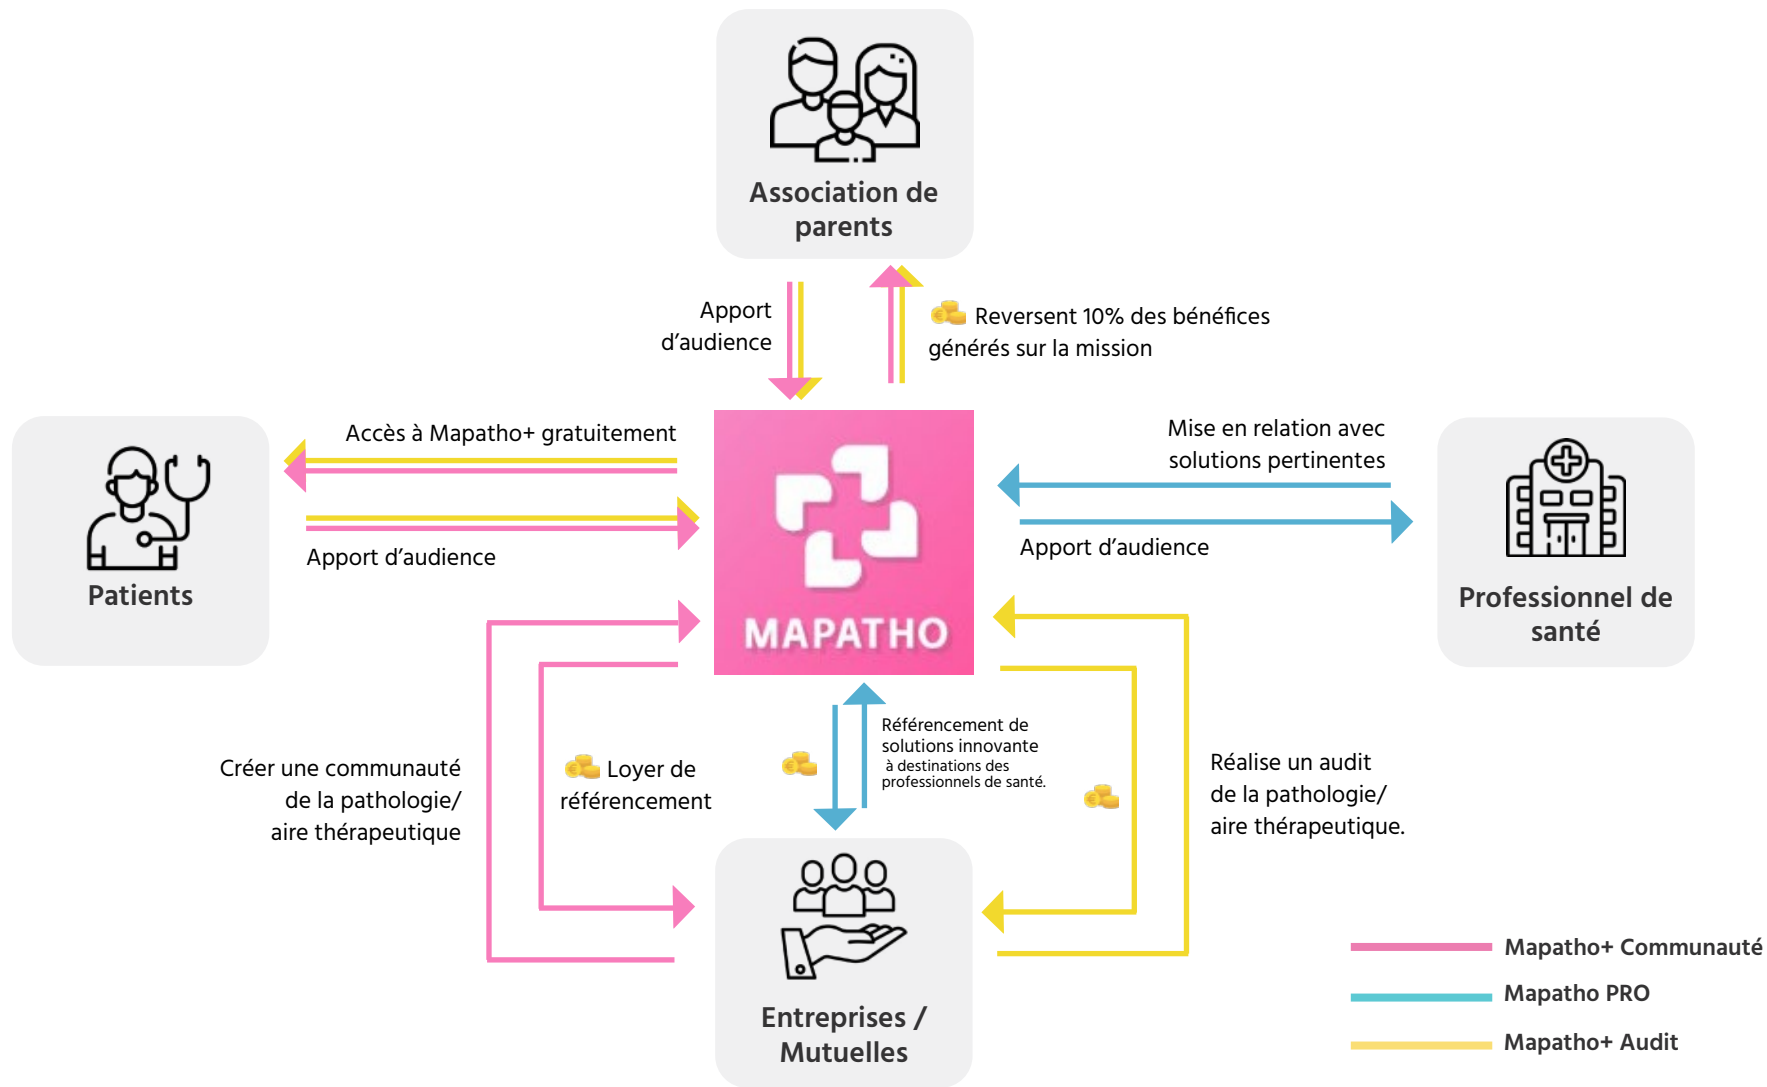 Association de
parents
Apport
d’audience
Reversent 10% des bénéfices
générés sur la mission
Accès à Mapatho+ gratuitement
Apport d’audience
Patients
MAPATHO
Mise en relation avec
solutions pertinentes
Apport d’audience
Professionnel de
santé
Créer une communauté
de la pathologie/
aire thérapeutique
Loyer de
référencement
Référencement de
solutions innovante
à destinations des
professionnels de santé.
Réalise un audit
de la pathologie/
aire thérapeutique.
Entreprises /
Mutuelles
Mapatho+ Communauté
Mapatho PRO
Mapatho+ Audit